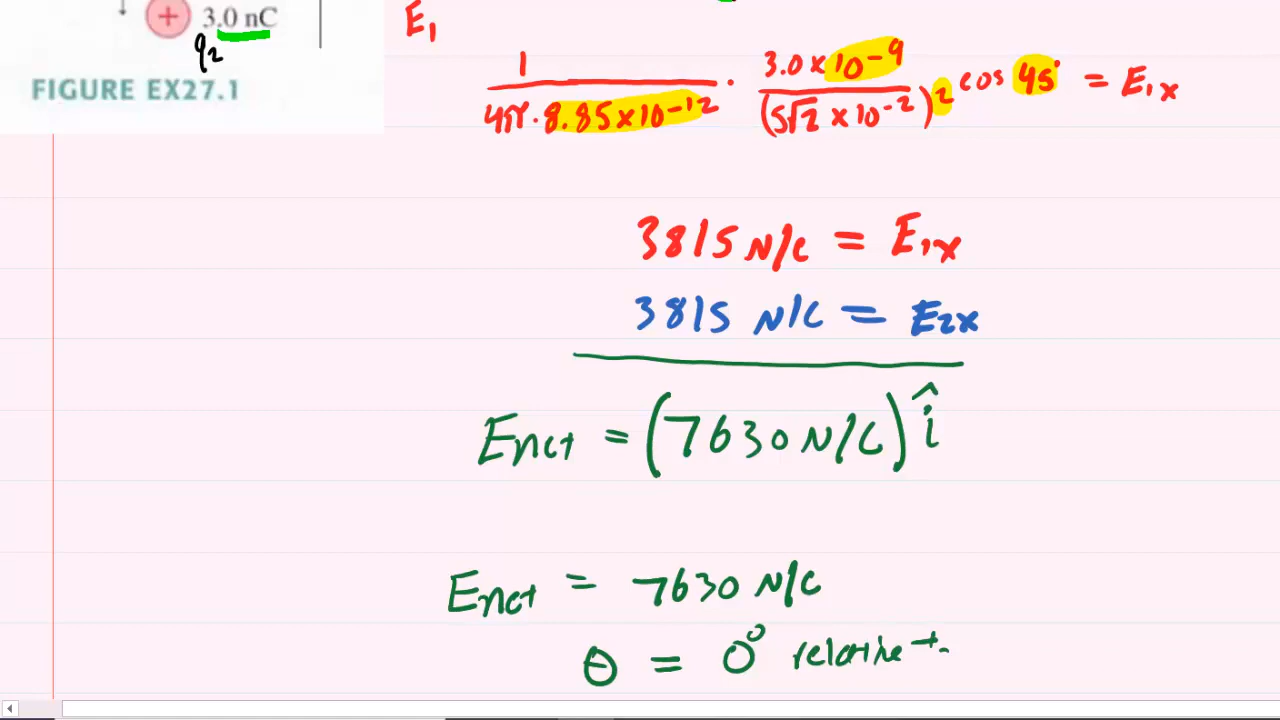 3.0 nC
q2
FIGURE EX27.1
E1
1 / (4π · 8.85 x 10^-12) · 3.0 x 10^-9 / (5√2 x 10^-2)^2 cos 45° = E1x
3815 N/C = E1x
3815 N/C = E2x
Enet = (7630 N/C) î
Enet = 7630 N/C
θ = 0° relative t